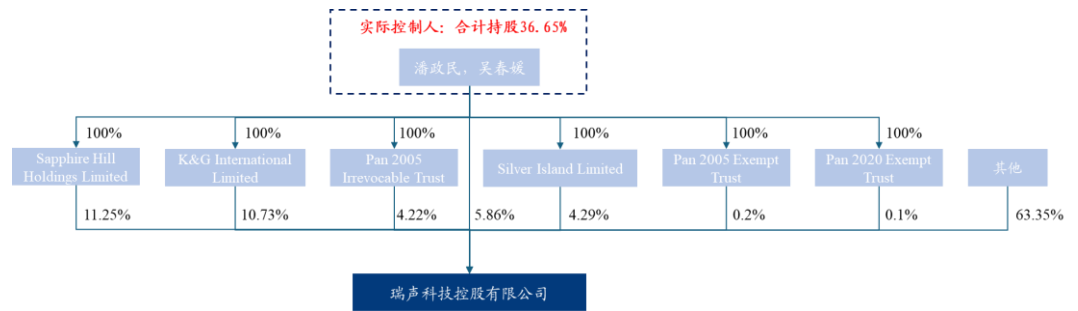 实际控制人：合计持股36.65%
潘政民，吴春媛
100%
100%
100%
100%
100%
100%
Sapphire Hill
Holdings Limited
K&G International
Limited
Pan 2005
Irrevocable Trust
Silver Island Limited
Pan 2005 Exempt
Trust
Pan 2020 Exempt
Trust
其他
11.25%
10.73%
4.22%
5.86%
4.29%
0.2%
0.1%
63.35%
瑞声科技控股有限公司